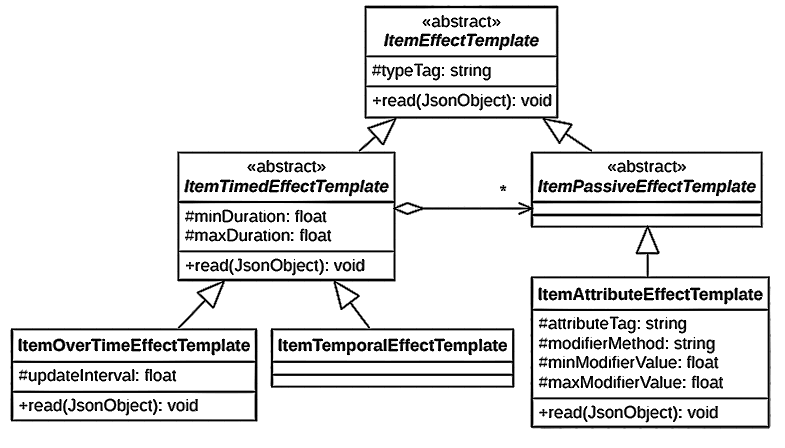 «abstract»
ItemEffectTemplate
#typeTag: string
+read(JsonObject): void
«abstract»
ItemTimedEffectTemplate
#minDuration: float
#maxDuration: float
+read(JsonObject): void
*
«abstract»
ItemPassiveEffectTemplate
ItemOverTimeEffectTemplate
#updateInterval: float
+read(JsonObject): void
ItemTemporalEffectTemplate
ItemAttributeEffectTemplate
#attributeTag: string
#modifierMethod: string
#minModifierValue: float
#maxModifierValue: float
+read(JsonObject): void